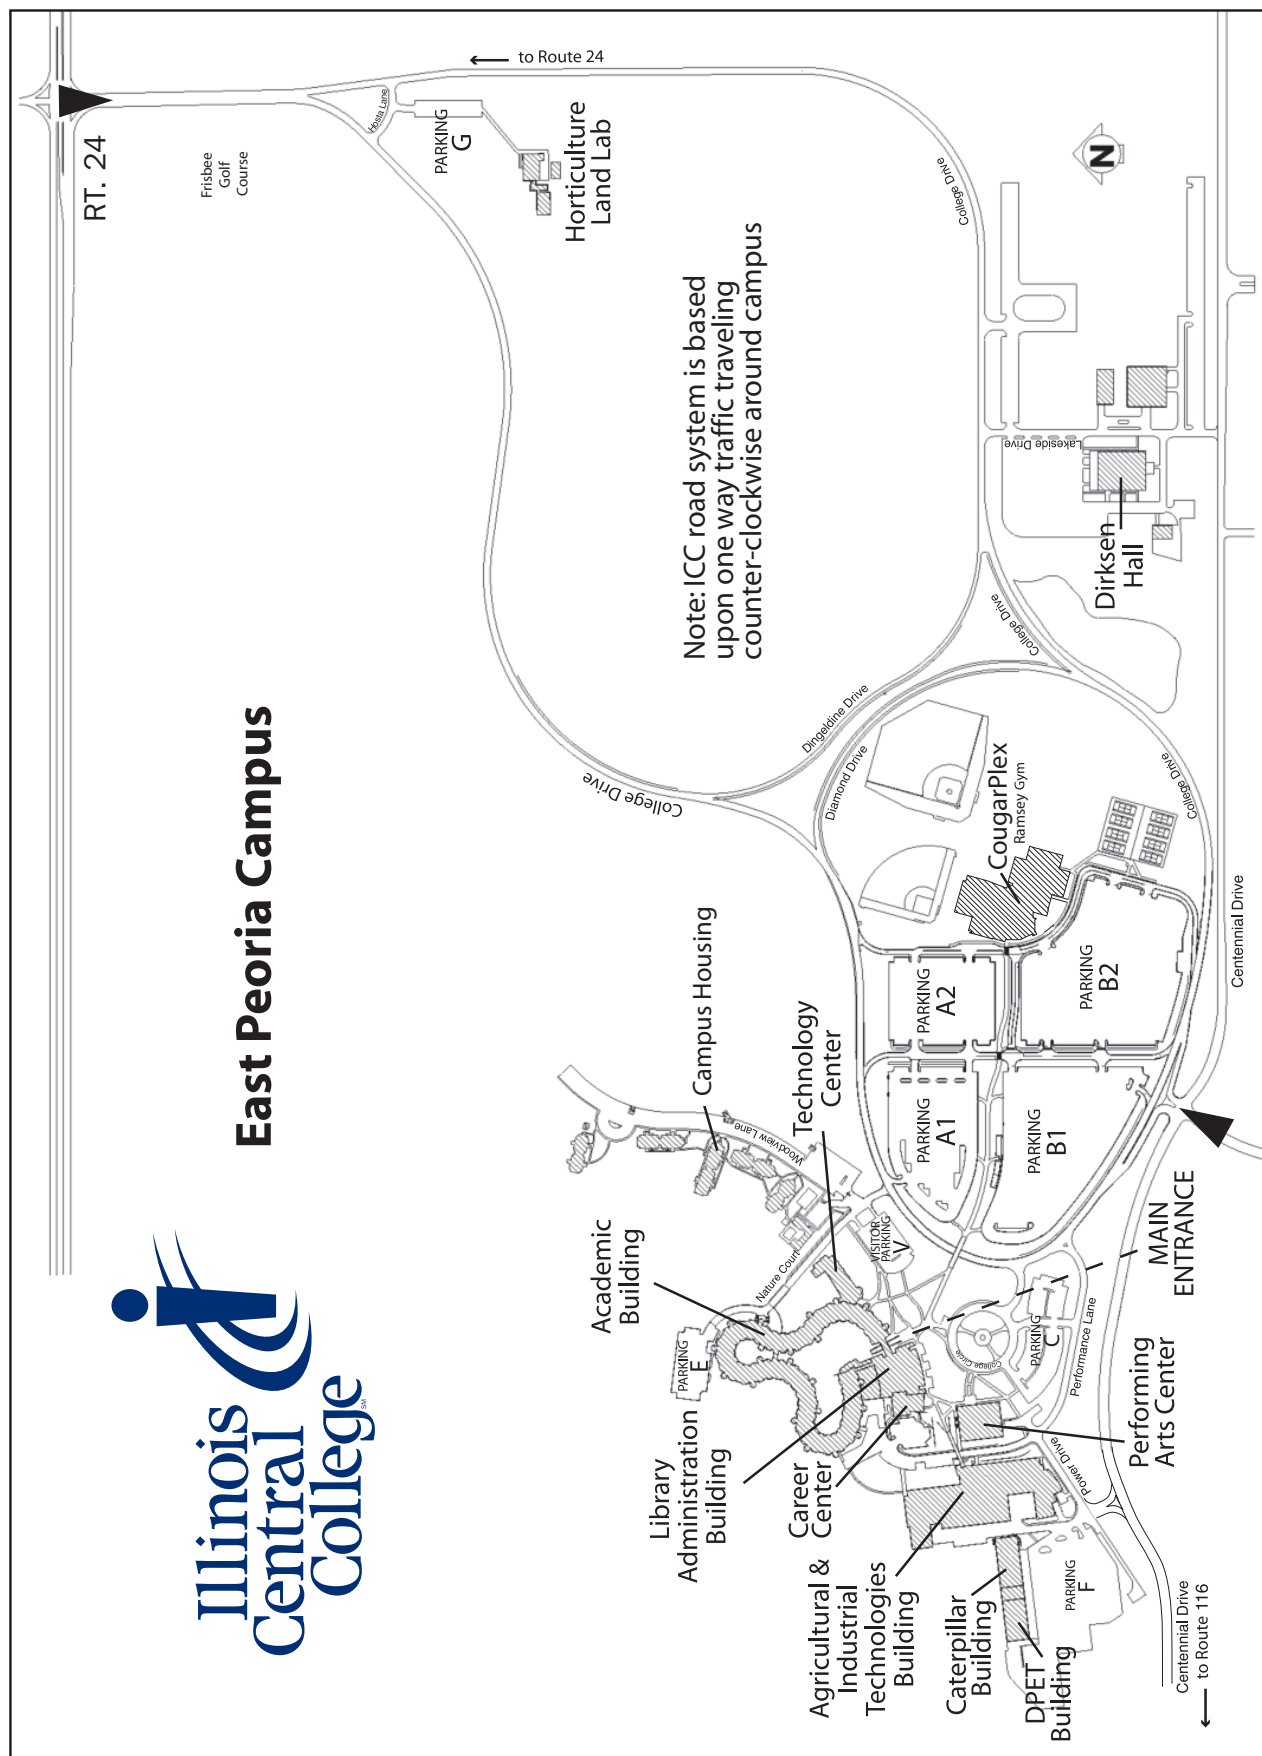 Illinois
Central
College
SM
East Peoria Campus
RT. 24
Frisbee
Golf
Course
Hosta Lane
to Route 24
PARKING
G
Horticulture
Land Lab
College Drive
N
Note: ICC road system is based
upon one way traffic traveling
counter-clockwise around campus
Lakeside Drive
Dirksen
Hall
College Drive
College Drive
Dingeldine Drive
Diamond Drive
CougarPlex
Ramsey Gym
College Drive
Centennial Drive
Campus Housing
Woodview Lane
Technology
Center
PARKING
A2
PARKING
B2
PARKING
A1
PARKING
B1
Academic
Building
Nature Court
VISITOR
PARKING
V
MAIN
ENTRANCE
PARKING
E
College Circle
PARKING
C
Performance Lane
Library
Administration
Building
Career
Center
Performing
Arts Center
Power Drive
Agricultural &
Industrial
Technologies
Building
Caterpillar
Building
DPET
Building
PARKING
F
Centennial Drive
to Route 116